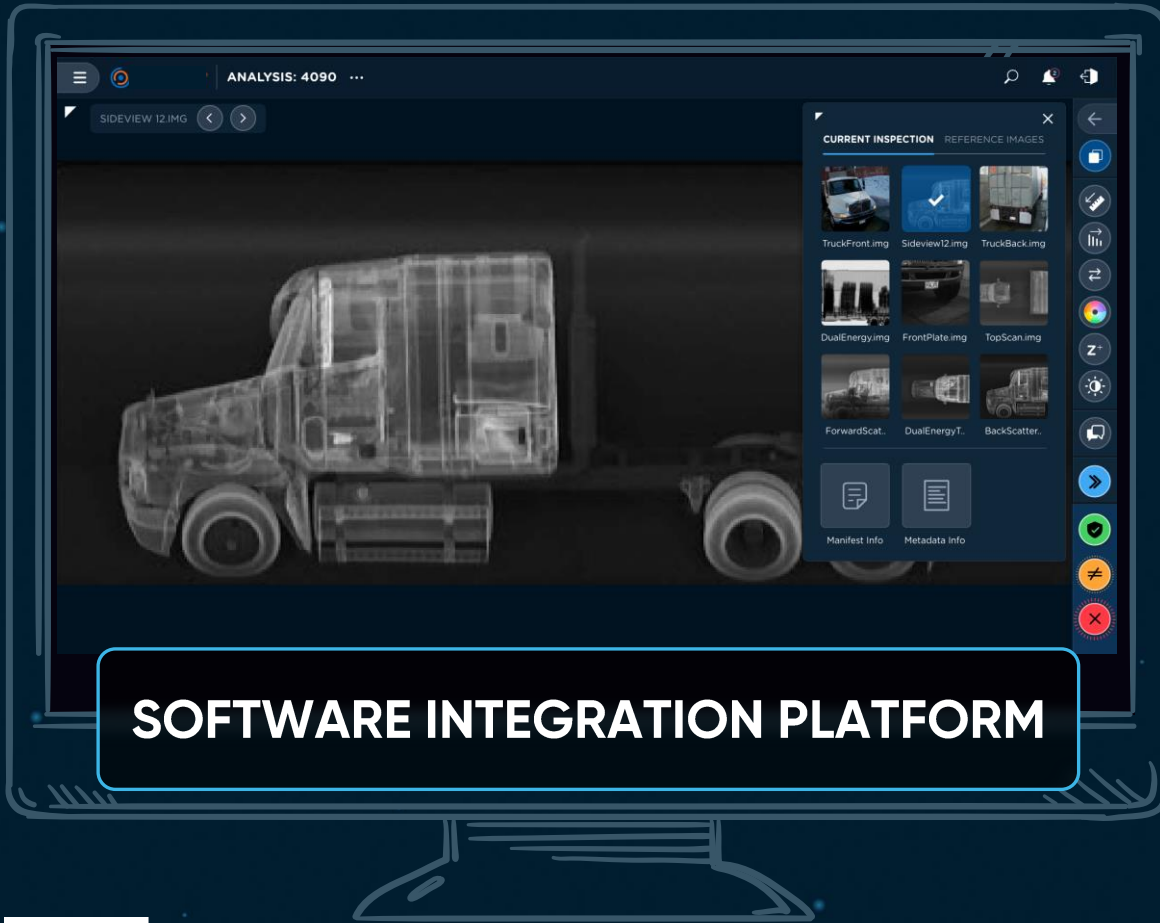 ANALYSIS: 4090 ...
SIDEVIEW 12.IMG
CURRENT INSPECTION REFERENCE IMAGES
TruckFront.img Sideview12.img TruckBack.img
DualEnergy.img FrontPlate.img TopScan.img
ForwardScat.. DualEnergyT.. BackScatter..
Manifest Info Metadata Info
Z+
SOFTWARE INTEGRATION PLATFORM